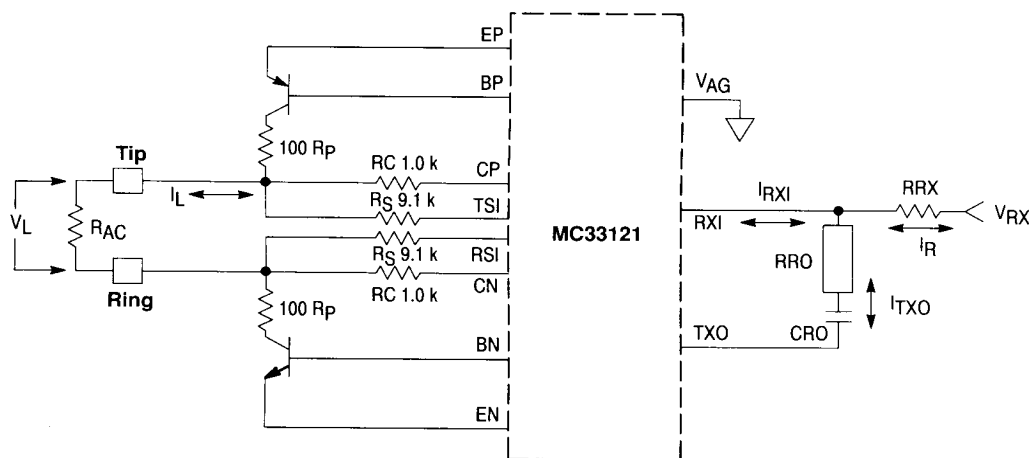 EP
BP
VAG
100 RP
Tip
RC 1.0 k
CP
IL
IRXI
RRX
RS 9.1 k
TSI
VL
RAC
MC33121
RXI
VRX
RS 9.1 k
RSI
RRO
IR
CN
Ring
RC 1.0 k
100 RP
ITXO
BN
TXO
CRO
EN